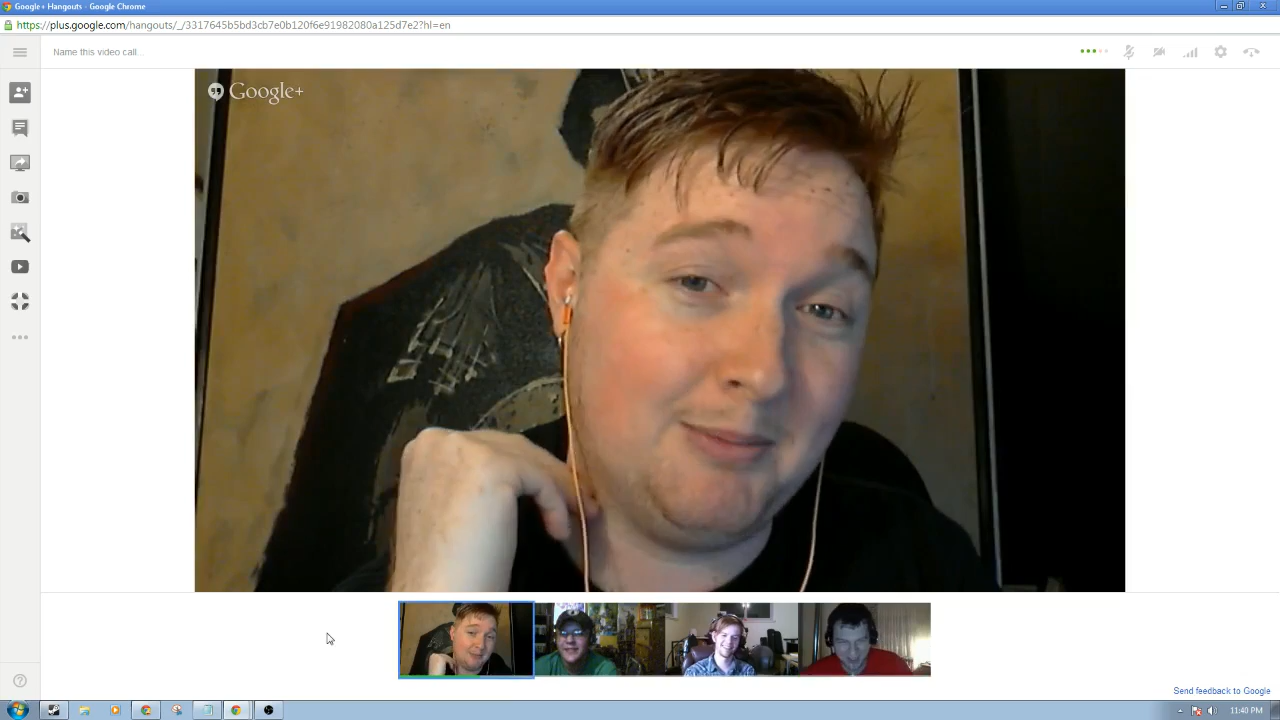 Google+ Hangouts - Google Chrome
https://plus.google.com/hangouts/_/3317645b5bd3cb7e0b120f6e91982080a125d7e2?hl=en
Name this video call...
Google+
Send feedback to Google
11:49 PM